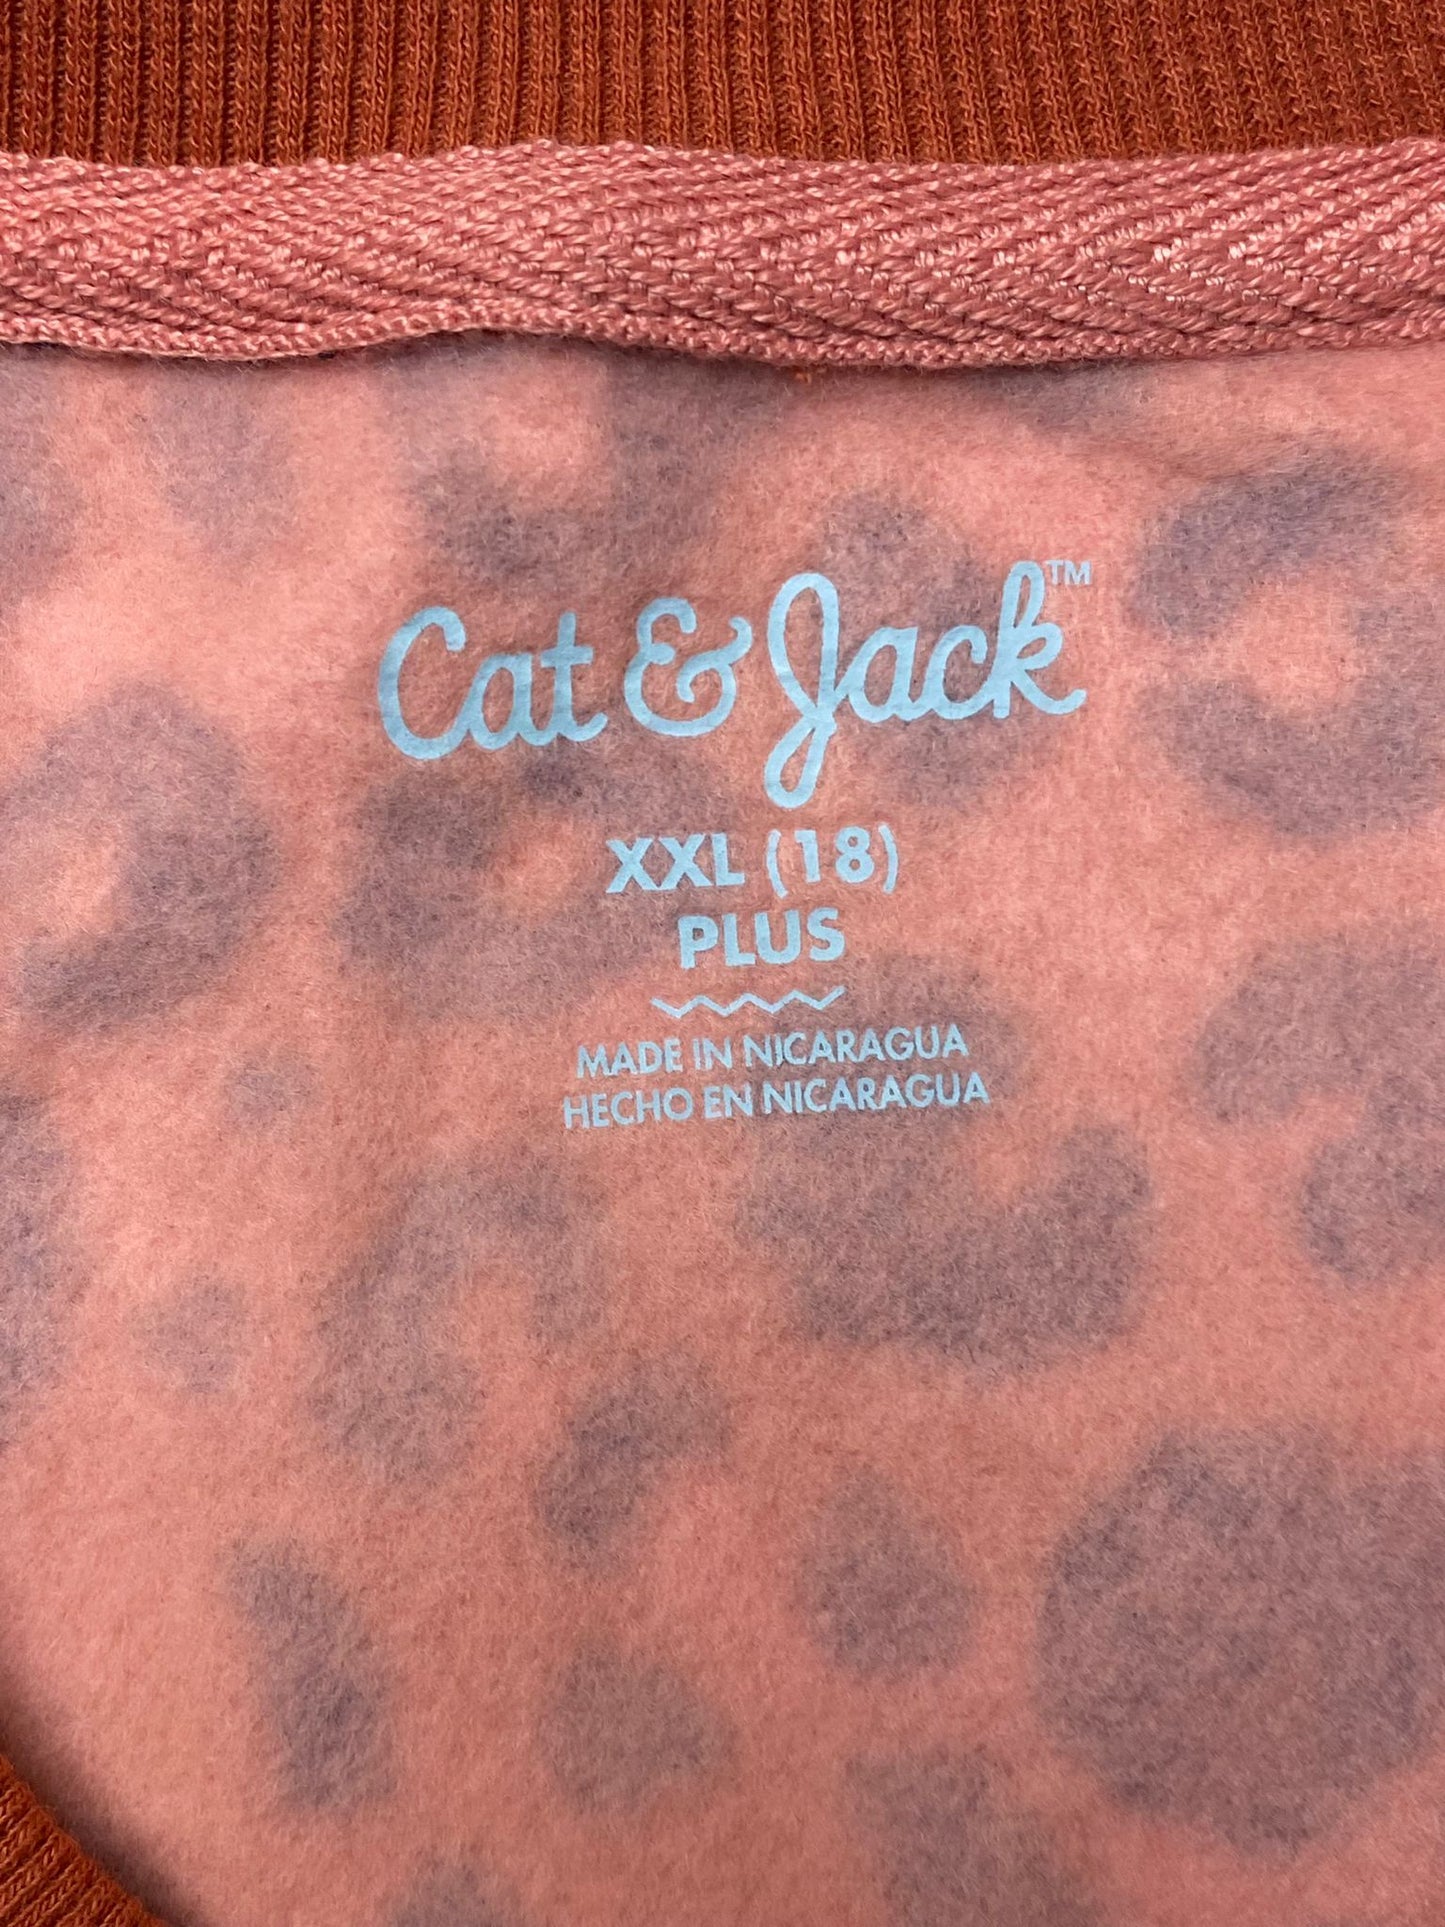 Cat & Jack™
XXL (18)
PLUS
MADE IN NICARAGUA
HECHO EN NICARAGUA